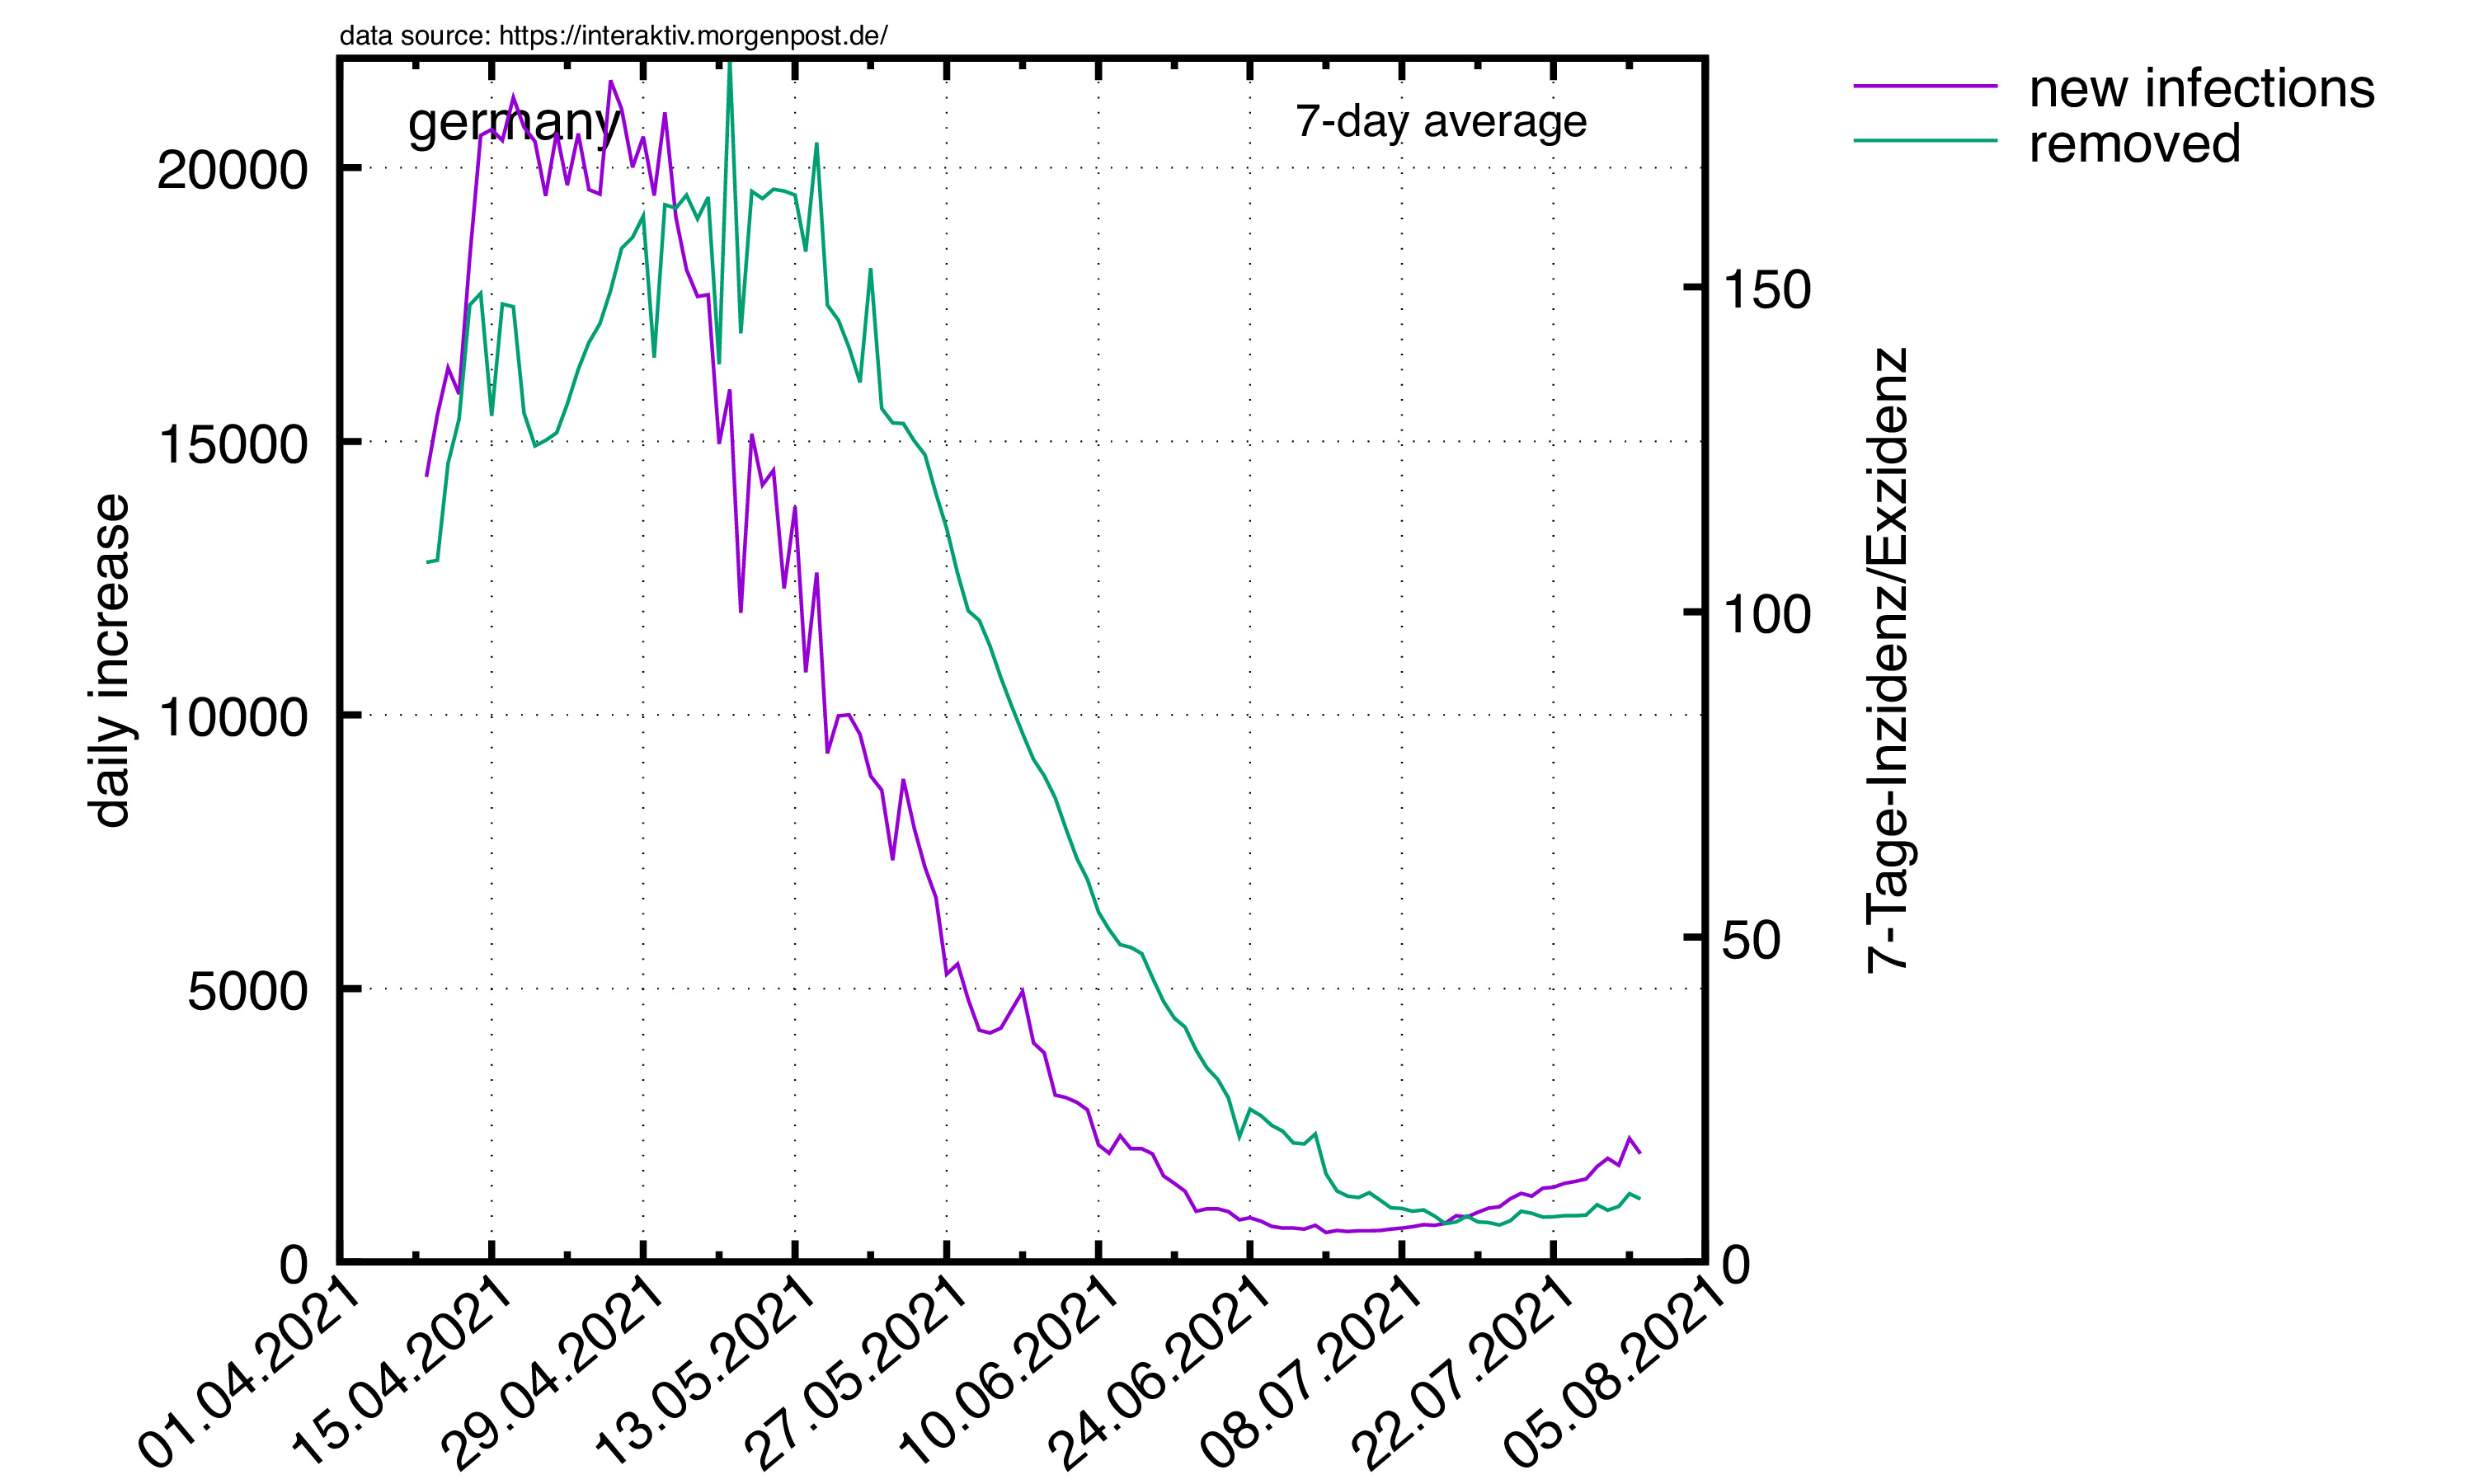 data source: https://interaktiv.morgenpost.de/
germany
7-day average
new infections
removed
20000
15000
10000
5000
0
daily increase
150
100
50
0
7-Tage-Inzidenz/Exzidenz
01.04.2021
15.04.2021
29.04.2021
13.05.2021
27.05.2021
10.06.2021
24.06.2021
08.07.2021
22.07.2021
05.08.2021